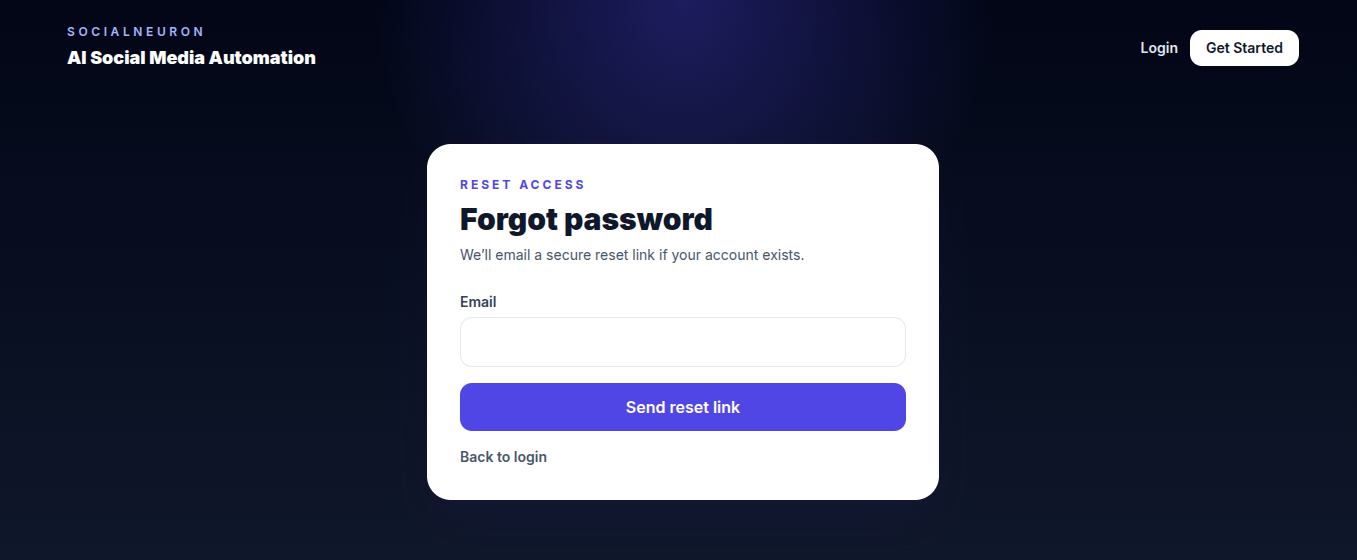 SOCIALNEURON
AI Social Media Automation
Login
Get Started
RESET ACCESS
Forgot password
We’ll email a secure reset link if your account exists.
Email
Send reset link
Back to login